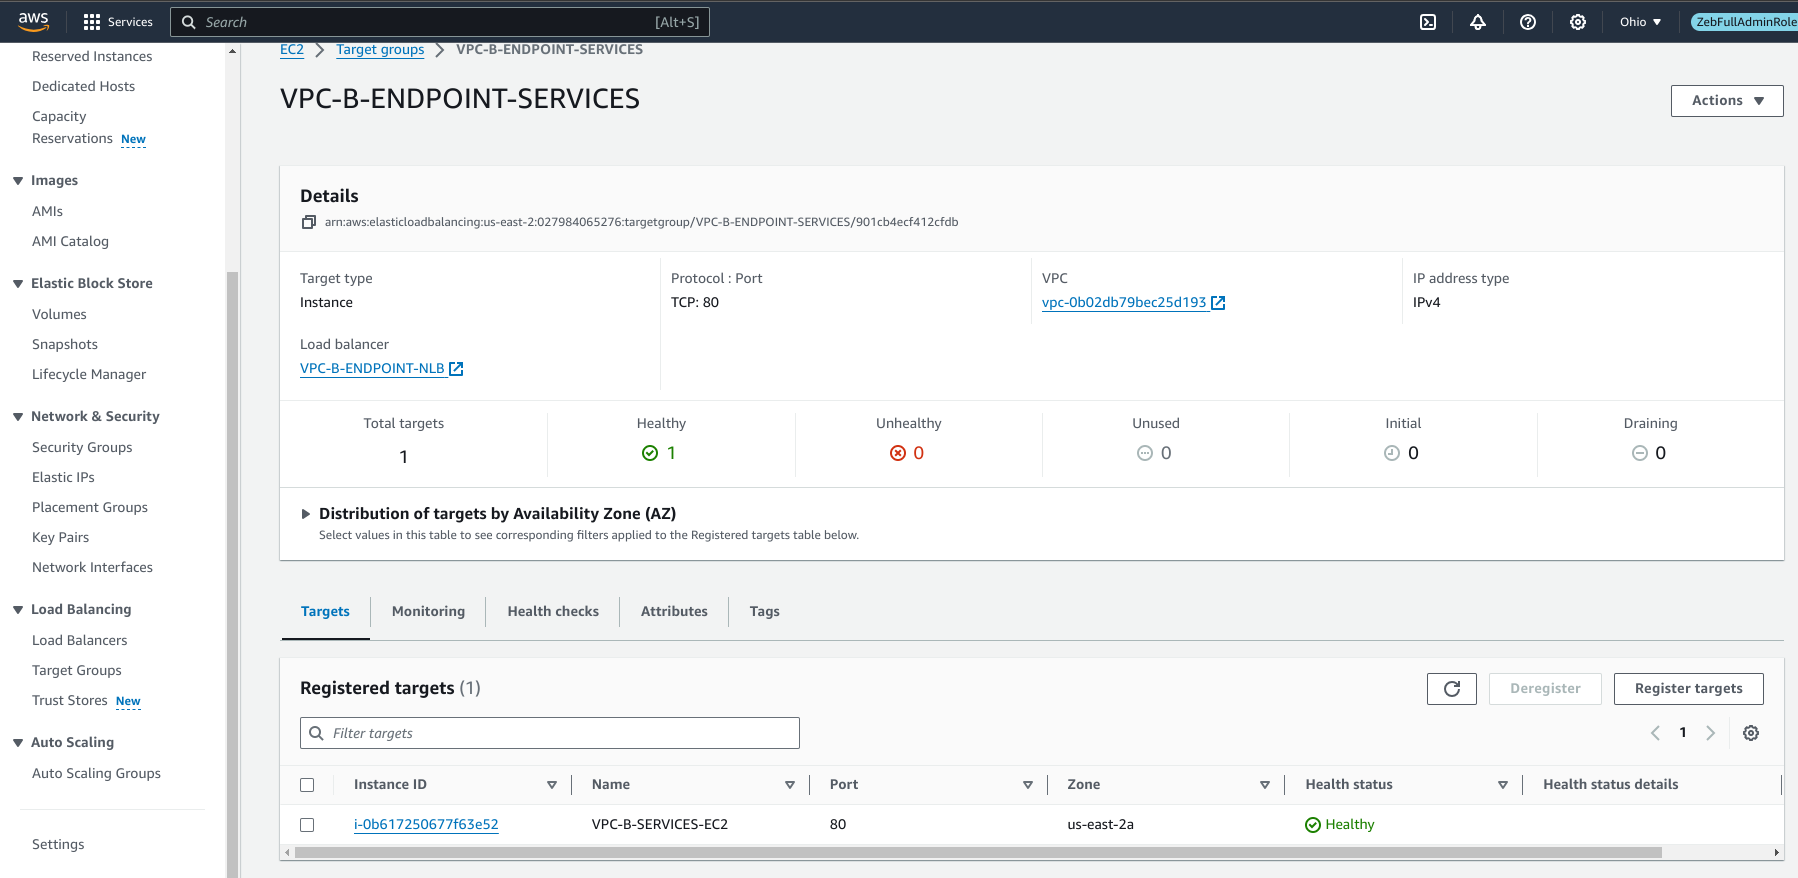 aws
Services
Search
[Alt+S]
Ohio
ZebFullAdminRole
Reserved Instances
Dedicated Hosts
Capacity
Reservations New
Images
AMIs
AMI Catalog
Elastic Block Store
Volumes
Snapshots
Lifecycle Manager
Network & Security
Security Groups
Elastic IPs
Placement Groups
Key Pairs
Network Interfaces
Load Balancing
Load Balancers
Target Groups
Trust Stores New
Auto Scaling
Auto Scaling Groups
Settings
EC2 Target groups VPC-B-ENDPOINT-SERVICES
VPC-B-ENDPOINT-SERVICES
Actions
Details
arn:aws:elasticloadbalancing:us-east-2:027984065276:targetgroup/VPC-B-ENDPOINT-SERVICES/901cb4ecf412cfdb
Target type
Instance
Protocol : Port
TCP: 80
VPC
vpc-0b02db79bec25d193
IP address type
IPv4
Load balancer
VPC-B-ENDPOINT-NLB
Total targets
1
Healthy
1
Unhealthy
0
Unused
0
Initial
0
Draining
0
Distribution of targets by Availability Zone (AZ)
Select values in this table to see corresponding filters applied to the Registered targets table below.
Targets Monitoring Health checks Attributes Tags
Registered targets (1)
Deregister
Register targets
Filter targets
1
Instance ID Name Port Zone Health status Health status details
i-0b617250677f63e52 VPC-B-SERVICES-EC2 80 us-east-2a Healthy